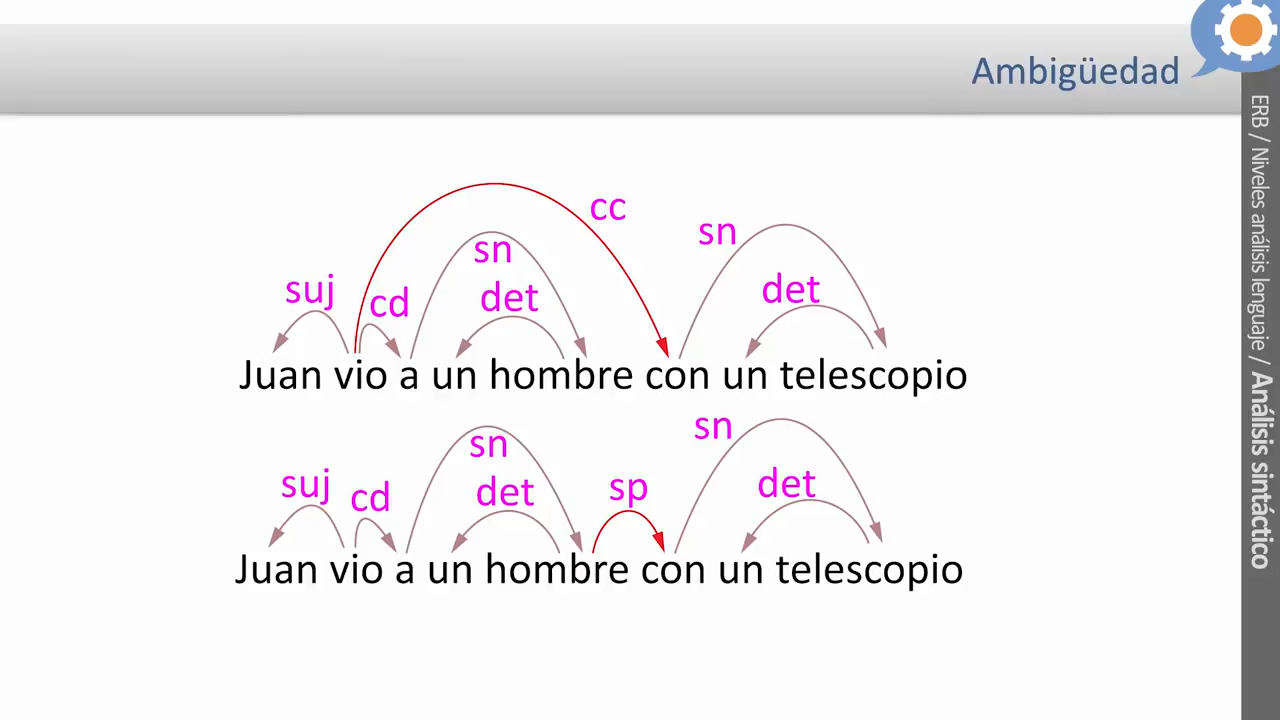 Ambigüedad
cc
sn
sn
suj
cd
det
det
Juan vio a un hombre con un telescopio
sn
sn
suj
cd
det
sp
det
Juan vio a un hombre con un telescopio
ERB / Niveles análisis lenguaje / Análisis sintáctico